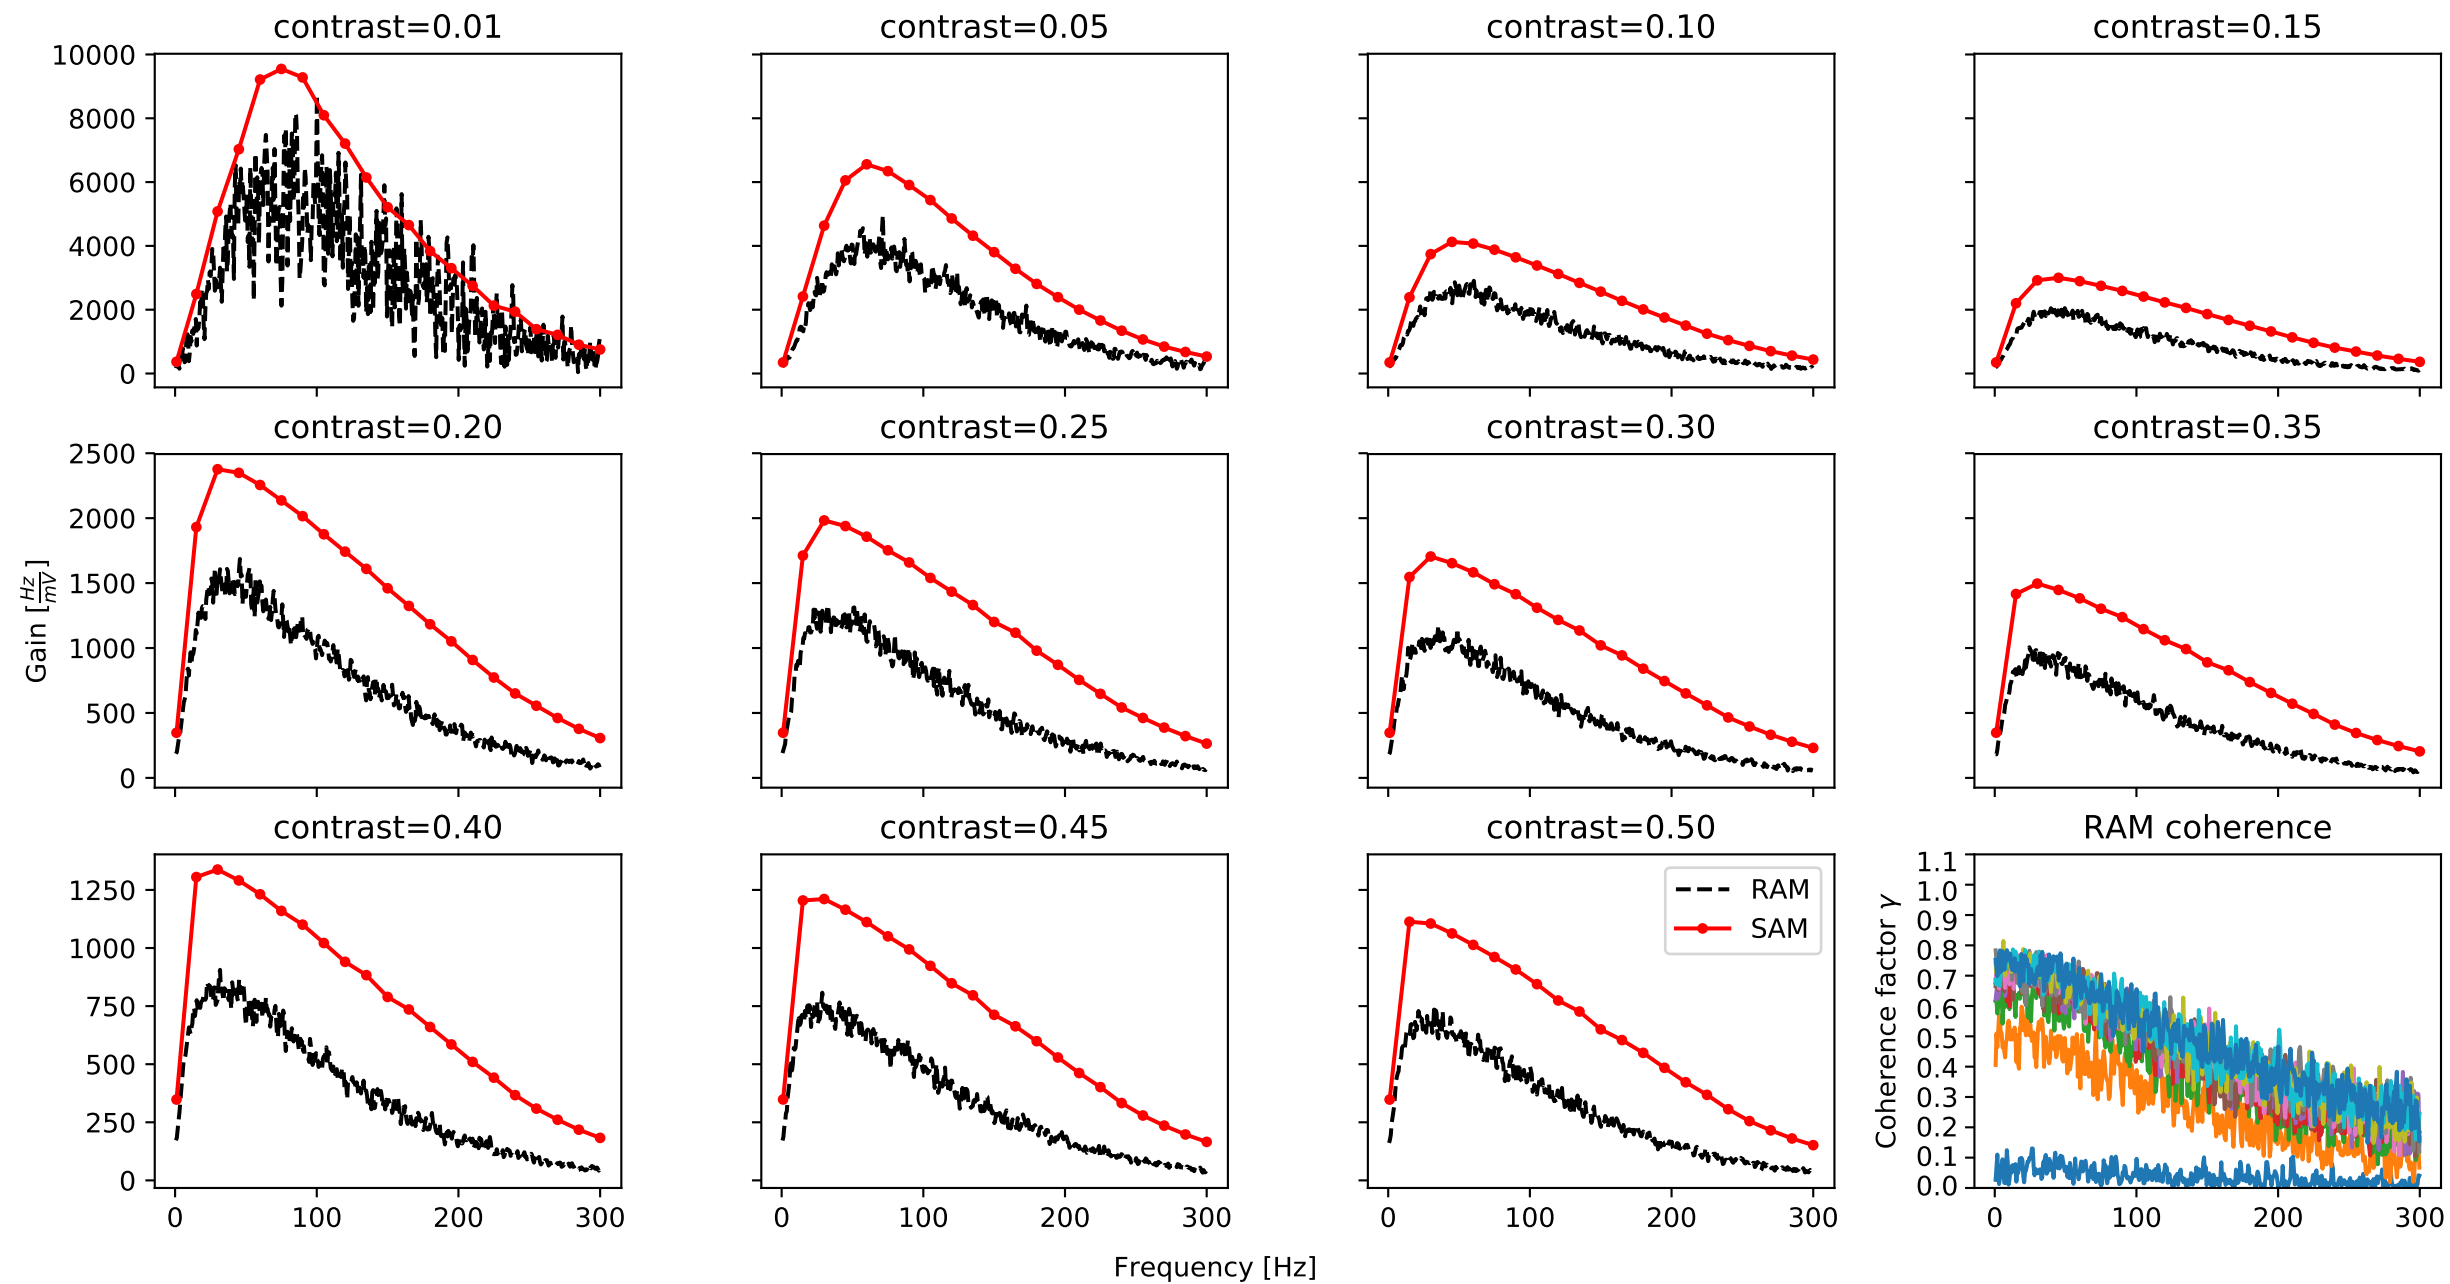 contrast=0.01
contrast=0.05
contrast=0.10
contrast=0.15
10000
8000
6000
4000
2000
0
contrast=0.20
contrast=0.25
contrast=0.30
contrast=0.35
2500
2000
1500
1000
500
0
Gain [Hz/mV]
contrast=0.40
contrast=0.45
contrast=0.50
RAM coherence
1250
1000
750
500
250
0
0 100 200 300
0 100 200 300
RAM
SAM
0 100 200 300
Coherence factor γ
1.1
1.0
0.9
0.8
0.7
0.6
0.5
0.4
0.3
0.2
0.1
0.0
0 100 200 300
Frequency [Hz]